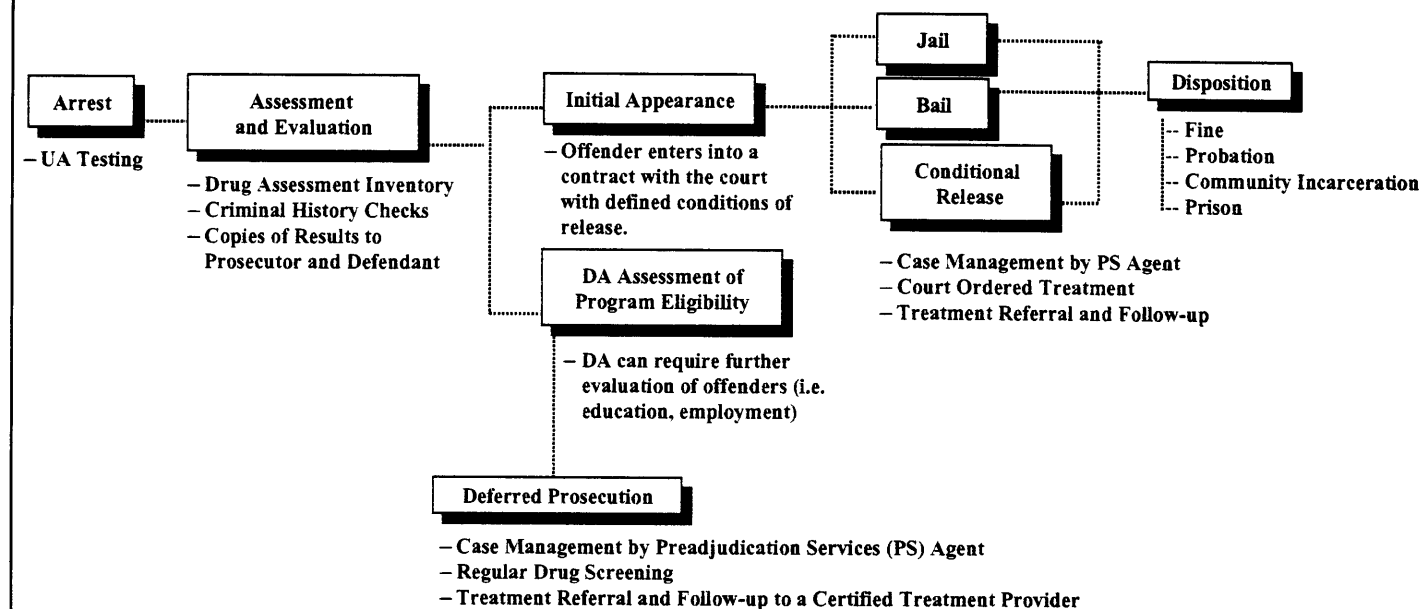 Arrest
– UA Testing
Assessment
and Evaluation
– Drug Assessment Inventory
– Criminal History Checks
– Copies of Results to
Prosecutor and Defendant
Initial Appearance
– Offender enters into a
contract with the court
with defined conditions of
release.
DA Assessment of
Program Eligibility
– DA can require further
evaluation of offenders (i.e.
education, employment)
Deferred Prosecution
– Case Management by Preadjudication Services (PS) Agent
– Regular Drug Screening
– Treatment Referral and Follow-up to a Certified Treatment Provider
Jail
Bail
Conditional
Release
– Case Management by PS Agent
– Court Ordered Treatment
– Treatment Referral and Follow-up
Disposition
-- Fine
-- Probation
-- Community Incarceration
-- Prison